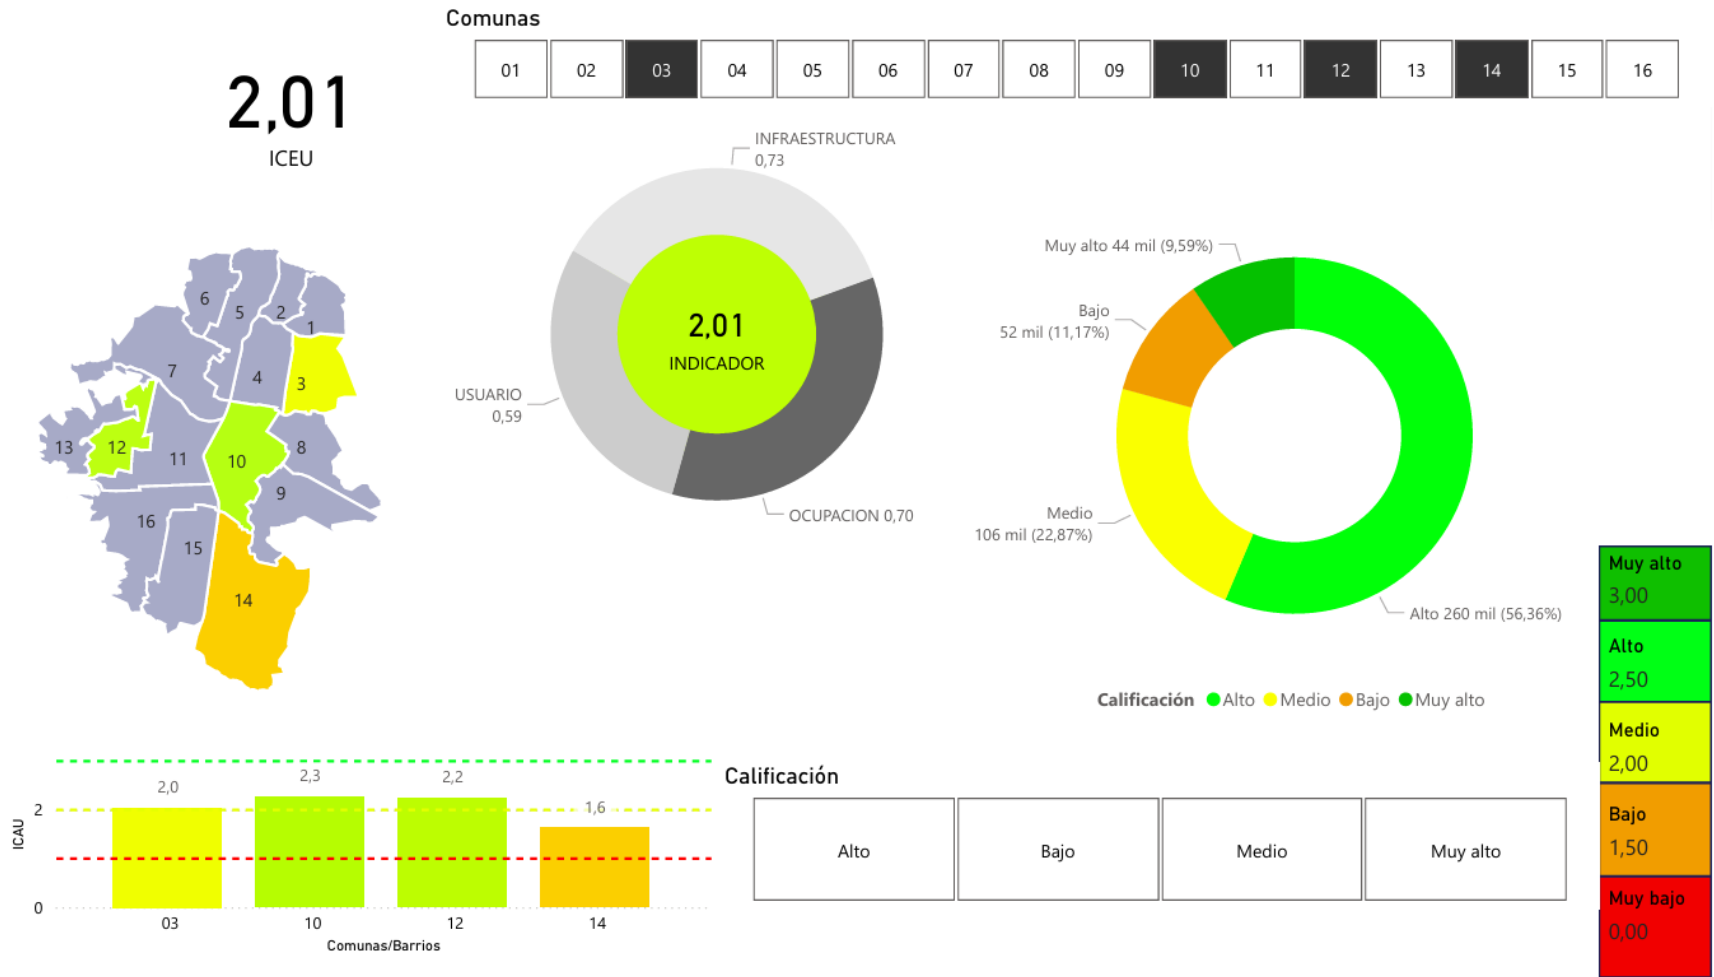 Comunas
01 02 03 04 05 06 07 08 09 10 11 12 13 14 15 16
2,01
ICEU
INFRAESTRUCTURA
0,73
USUARIO
0,59
OCUPACION 0,70
2,01
INDICADOR
Muy alto 44 mil (9,59%)
Bajo
52 mil (11,17%)
Medio
106 mil (22,87%)
Alto 260 mil (56,36%)
Calificación Alto Medio Bajo Muy alto
6
5
2
1
7
4
3
13
12
11
10
8
9
16
15
14
Muy alto
3,00
Alto
2,50
Medio
2,00
Bajo
1,50
Muy bajo
0,00
ICAU
2
0
2,0
2,3
2,2
1,6
03 10 12 14
Comunas/Barrios
Calificación
Alto Bajo Medio Muy alto